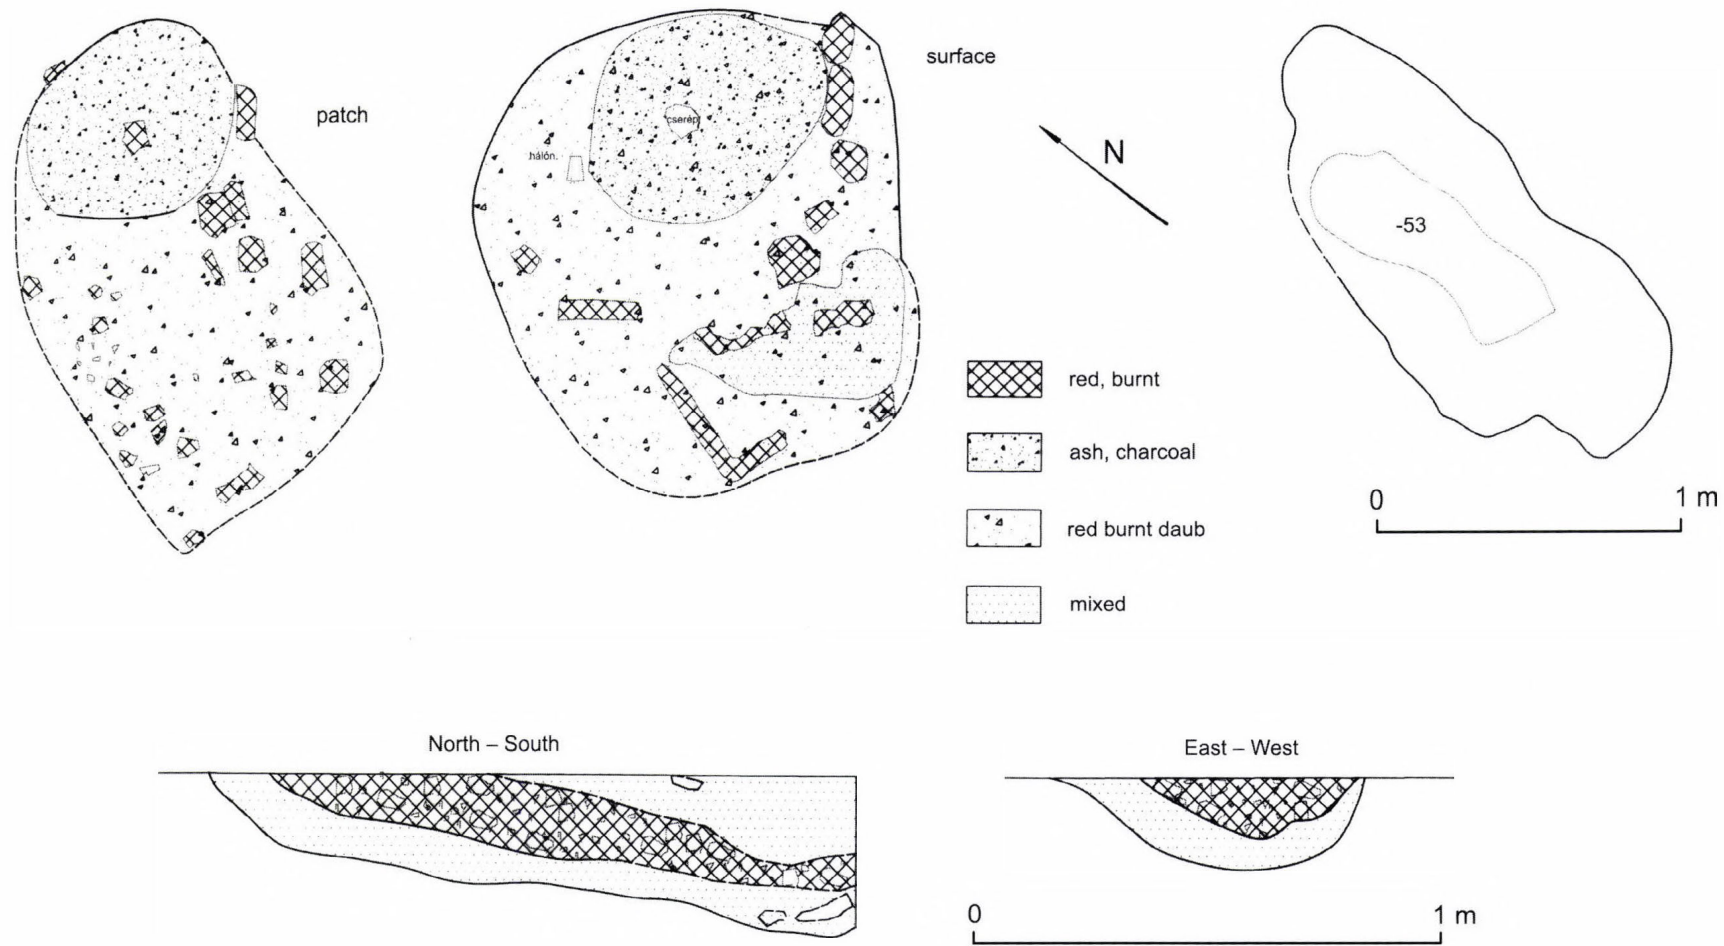 patch
surface
cserép
hálón.
N
-53
red, burnt
ash, charcoal
red burnt daub
mixed
0 1 m
North – South
East – West
0 1 m